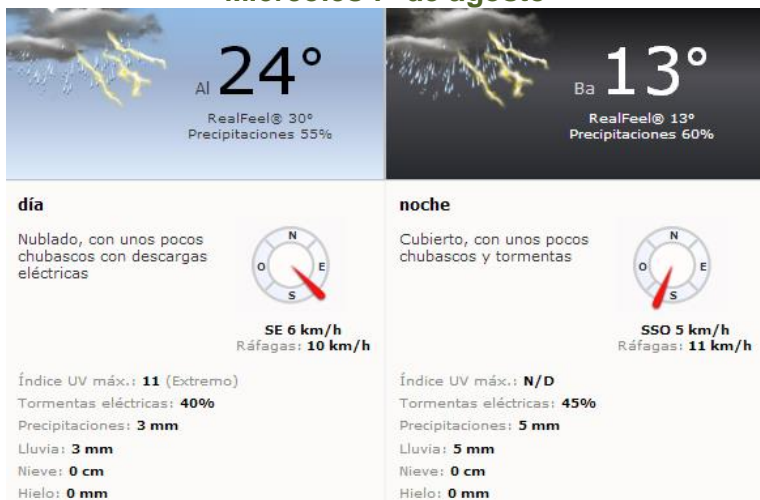 Al 24°
RealFeel® 30°
Precipitaciones 55%
Ba 13°
RealFeel® 13°
Precipitaciones 60%
día
Nublado, con unos pocos
chubascos con descargas
eléctricas
N
O E
S
SE 6 km/h
Ráfagas: 10 km/h
Índice UV máx.: 11 (Extremo)
Tormentas eléctricas: 40%
Precipitaciones: 3 mm
Lluvia: 3 mm
Nieve: 0 cm
Hielo: 0 mm
noche
Cubierto, con unos pocos
chubascos y tormentas
N
O E
S
SSO 5 km/h
Ráfagas: 11 km/h
Índice UV máx.: N/D
Tormentas eléctricas: 45%
Precipitaciones: 5 mm
Lluvia: 5 mm
Nieve: 0 cm
Hielo: 0 mm